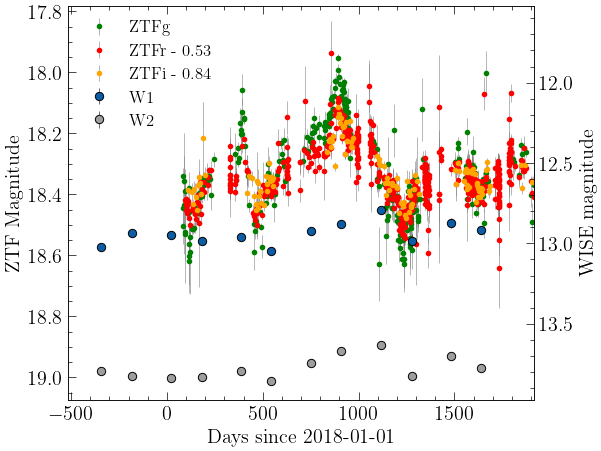 ZTFg
ZTFr - 0.53
ZTFi - 0.84
W1
W2
17.8
18.0
18.2
18.4
18.6
18.8
19.0
ZTF Magnitude
12.0
12.5
13.0
13.5
WISE magnitude
−500
0
500
1000
1500
Days since 2018-01-01